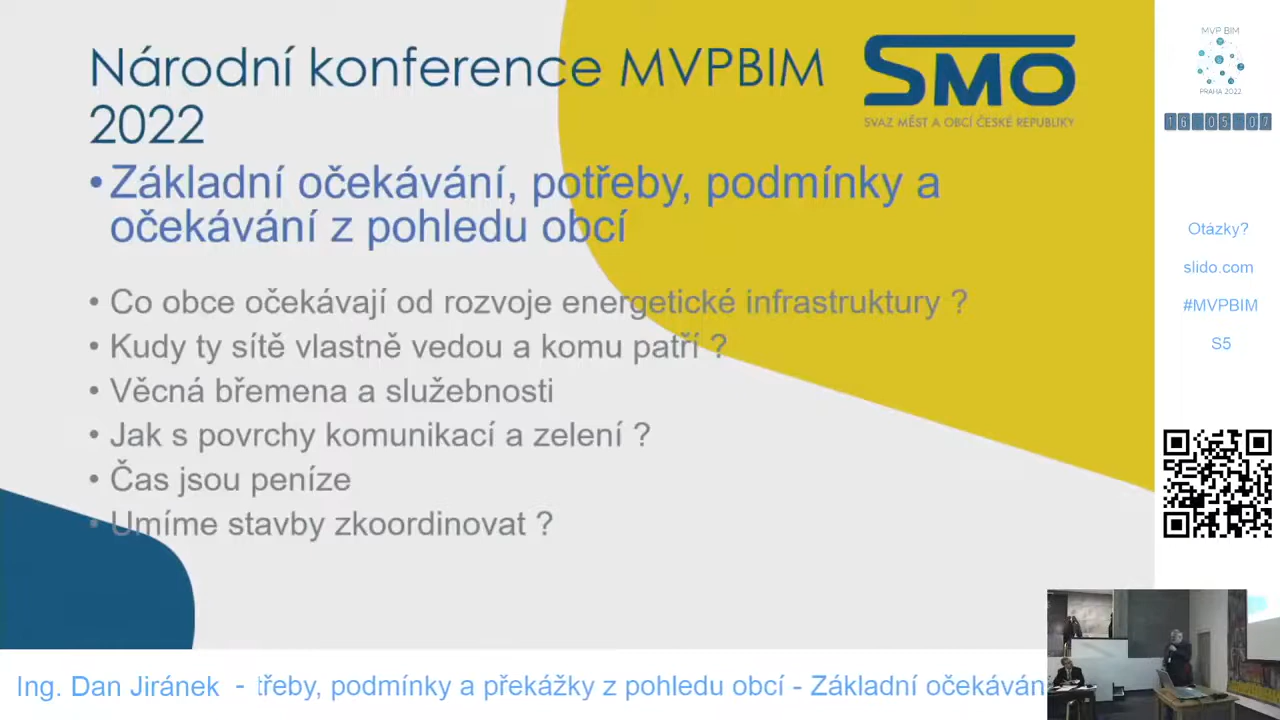 Národní konference MVPBIM
2022
SMO
SVAZ MĚST A OBCÍ ČESKÉ REPUBLIKY
•Základní očekávání, potřeby, podmínky a
očekávání z pohledu obcí
• Co obce očekávají od rozvoje energetické infrastruktury ?
• Kudy ty sítě vlastně vedou a komu patří ?
• Věcná břemena a služebnosti
• Jak s povrchy komunikací a zelení ?
• Čas jsou peníze
• Umíme stavby zkoordinovat ?
MVP BIM
PRAHA 2022
16 05 07
Otázky?
slido.com
#MVPBIM
S5
Ing. Dan Jiránek - třeby, podmínky a překážky z pohledu obcí - Základní očekáván